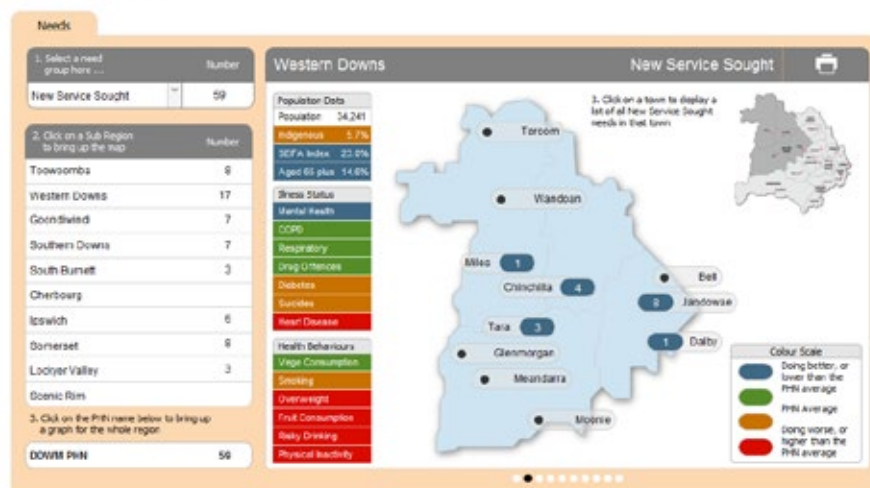 Needs
1. Select a need
group here ...
Number
New Service Sought 59
2. Click on a Sub Region
to bring up the map
Number
Toowoomba
Western Downs 17
Goondiwindi 7
Southern Downs 7
South Burnett 3
Cherbourg
Ipswich 6
Somerset
Lockyer Valley 3
Scenic Rim
3. Click on the PHN name below to bring up
a graph for the whole region
DDWM PHN 59
Western Downs
New Service Sought
Population Data
Population 34,241
Indigenous 5.7%
SEIFA Index
Aged 65 plus 14.6%
Illness Status
Mental Health
COPD
Respiratory
Drug Offences
Diabetes
Suicides
Heart Disease
Health Behaviours
Vege Consumption
Smoking
Overweight
Fruit Consumption
Risky Drinking
Physical Inactivity
3. Click on a town to display a
list of all New Service Sought
needs in that town
Taroom
Wandoan
Miles 1
Chinchilla 4
Bell
Jandowae
Tara 3
1 Dalby
Glenmorgan
Meandarra
Moonie
Colour Scale
Doing better, or
lower than the
PHN average
PHN Average
Doing worse, or
higher than the
PHN average